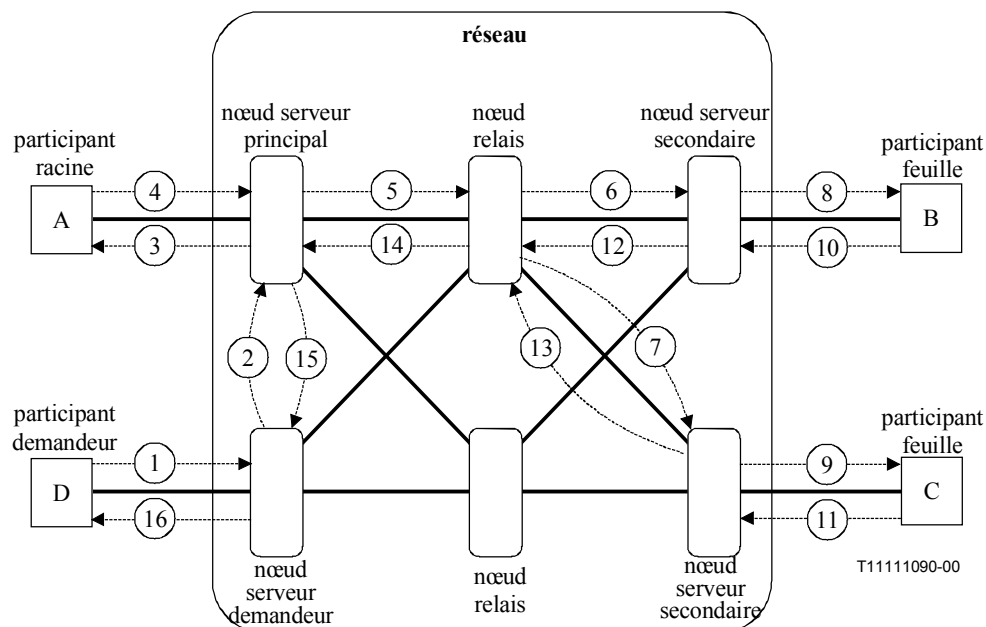 réseau
nœud serveur
principal
nœud
relais
nœud serveur
secondaire
participant
racine
participant
feuille
4
5
6
8
A
B
3
14
12
10
2
15
13
7
participant
demandeur
participant
feuille
1
9
D
C
16
11
nœud
serveur
demandeur
nœud
relais
nœud
serveur
secondaire
T11111090-00